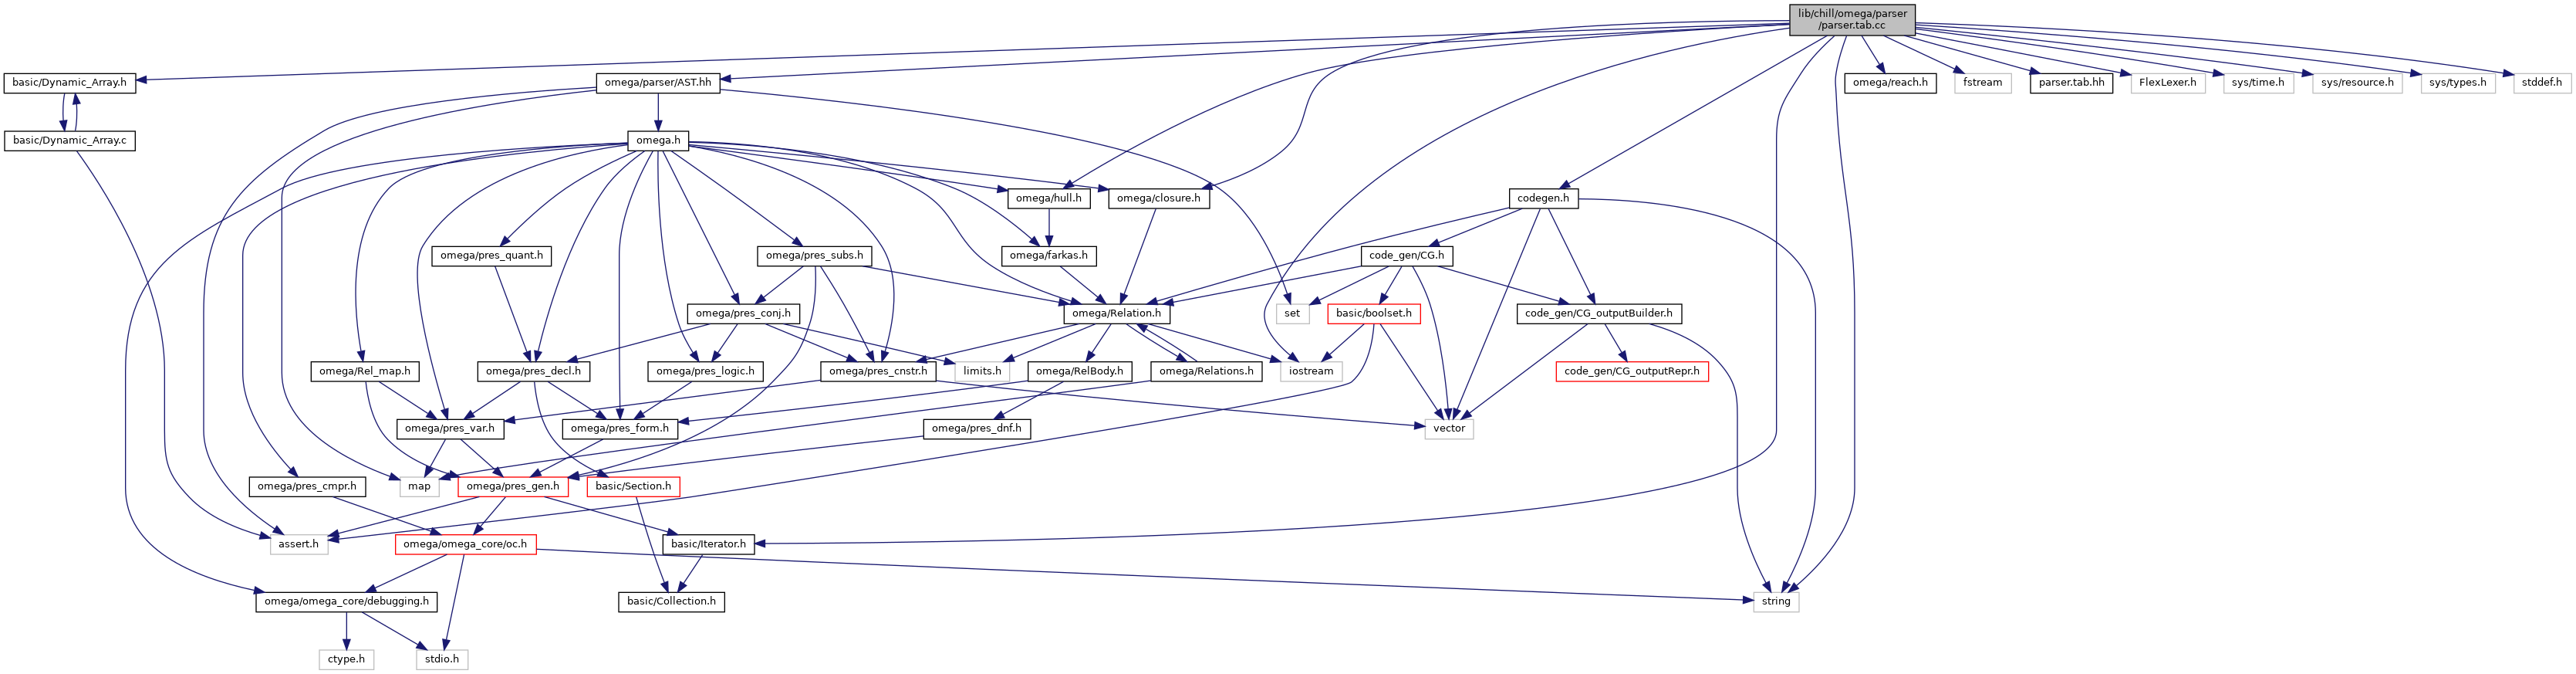 lib/chill/omega/parser
/parser.tab.cc
basic/Dynamic_Array.h
omega/parser/AST.hh
omega/reach.h
fstream
parser.tab.hh
FlexLexer.h
sys/time.h
sys/resource.h
sys/types.h
stddef.h
basic/Dynamic_Array.c
omega.h
omega/hull.h
omega/closure.h
codegen.h
omega/pres_quant.h
omega/pres_subs.h
omega/farkas.h
code_gen/CG.h
omega/pres_conj.h
omega/Relation.h
set
basic/boolset.h
code_gen/CG_outputBuilder.h
omega/Rel_map.h
omega/pres_decl.h
omega/pres_logic.h
omega/pres_cnstr.h
limits.h
omega/RelBody.h
omega/Relations.h
iostream
code_gen/CG_outputRepr.h
omega/pres_var.h
omega/pres_form.h
omega/pres_dnf.h
vector
omega/pres_cmpr.h
map
omega/pres_gen.h
basic/Section.h
assert.h
omega/omega_core/oc.h
basic/Iterator.h
omega/omega_core/debugging.h
basic/Collection.h
string
ctype.h
stdio.h